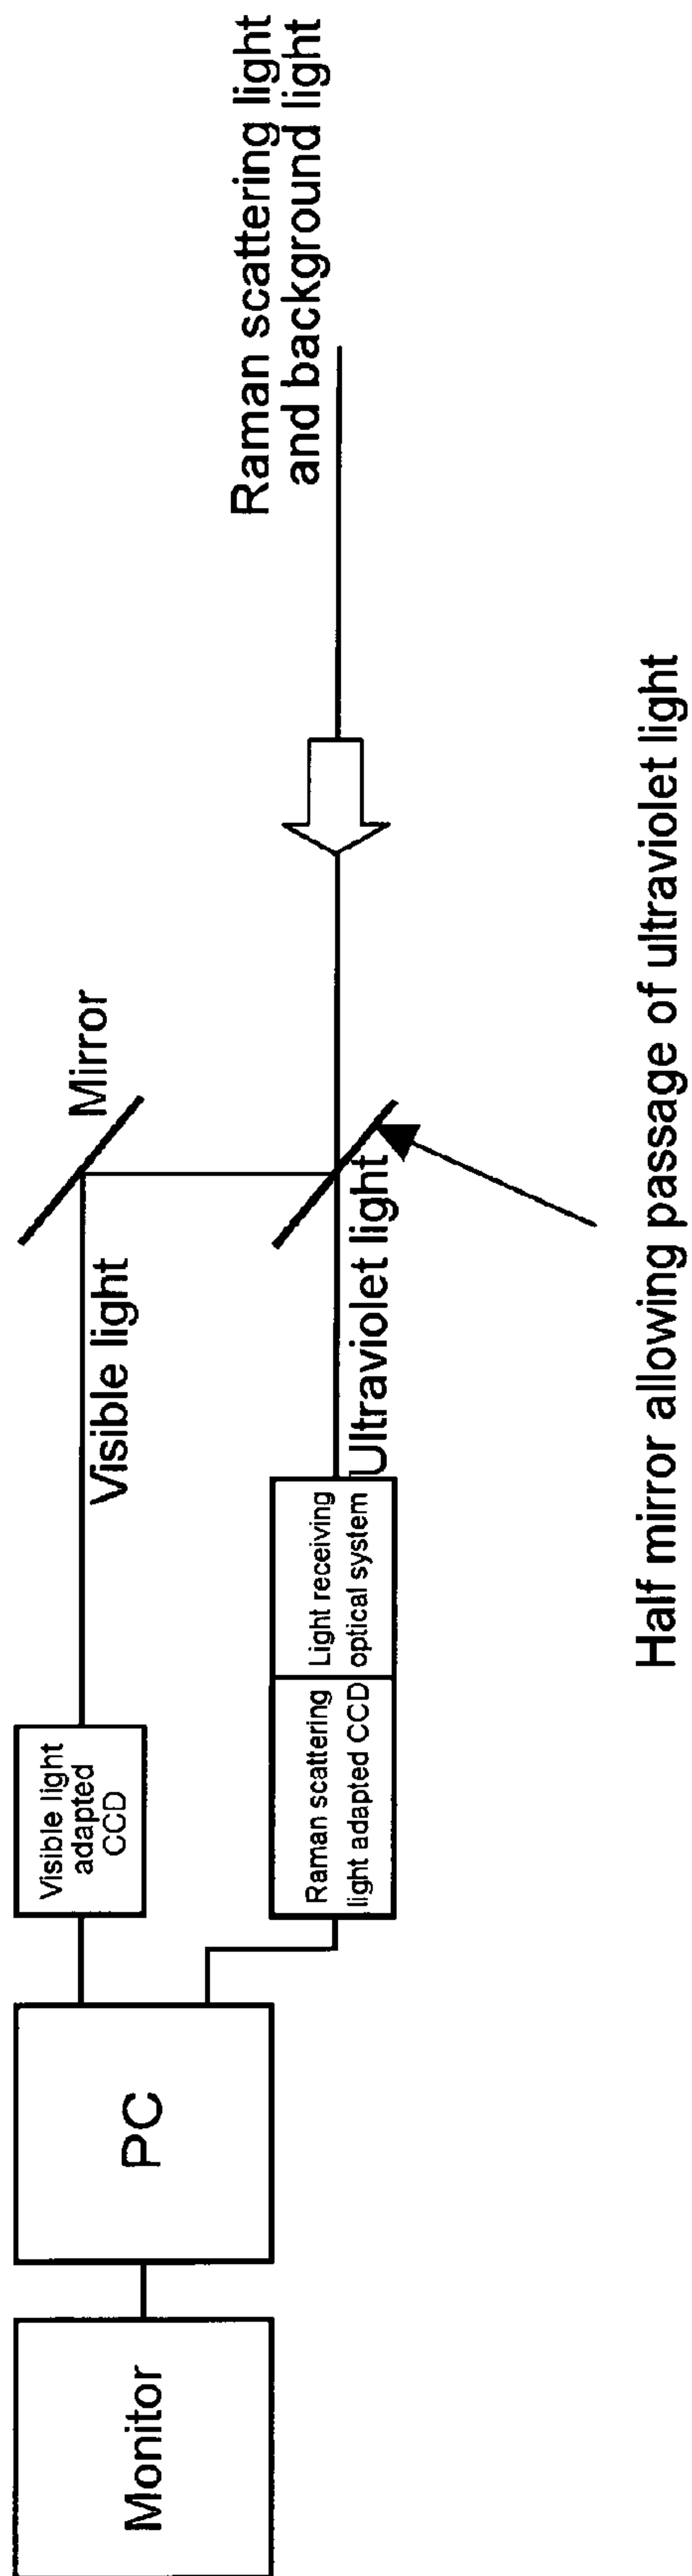 Raman scattering light
and background light
Mirror
Visible light
Ultraviolet light
Half mirror allowing passage of ultraviolet light
Visible light
adapted
CCD
Light receiving
optical system
Raman scattering
light adapted CCD
PC
Monitor